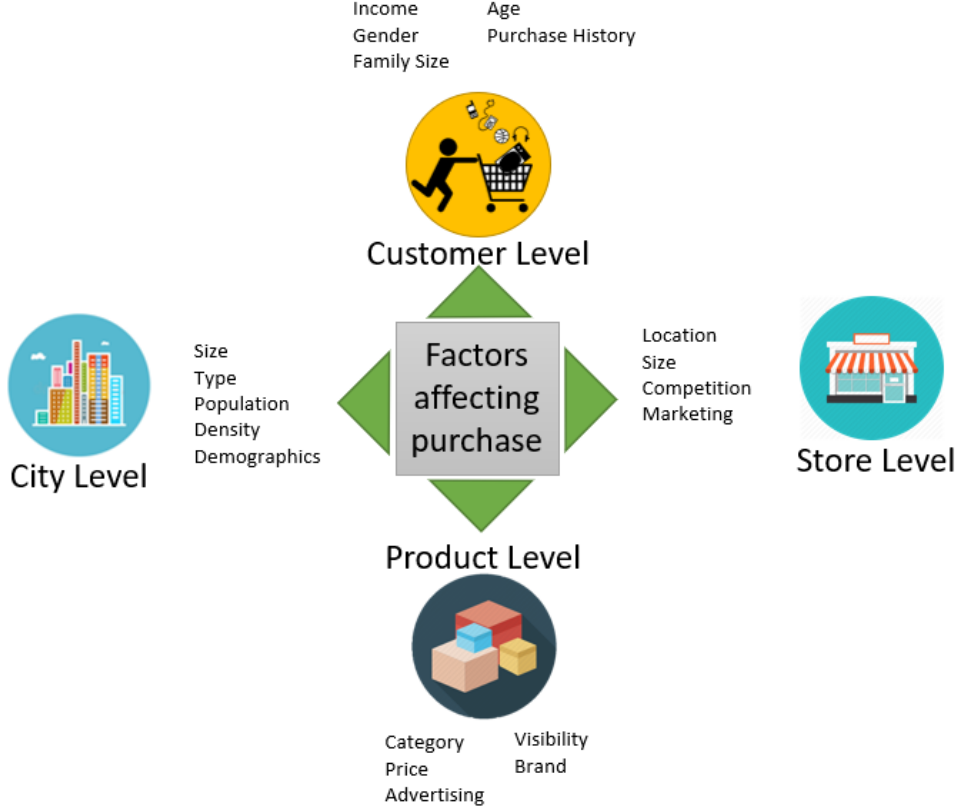 Income
Age
Gender
Purchase History
Family Size
Customer Level
Factors
affecting
purchase
Size
Type
Population
Density
Demographics
City Level
Location
Size
Competition
Marketing
Store Level
Product Level
Category
Price
Advertising
Visibility
Brand